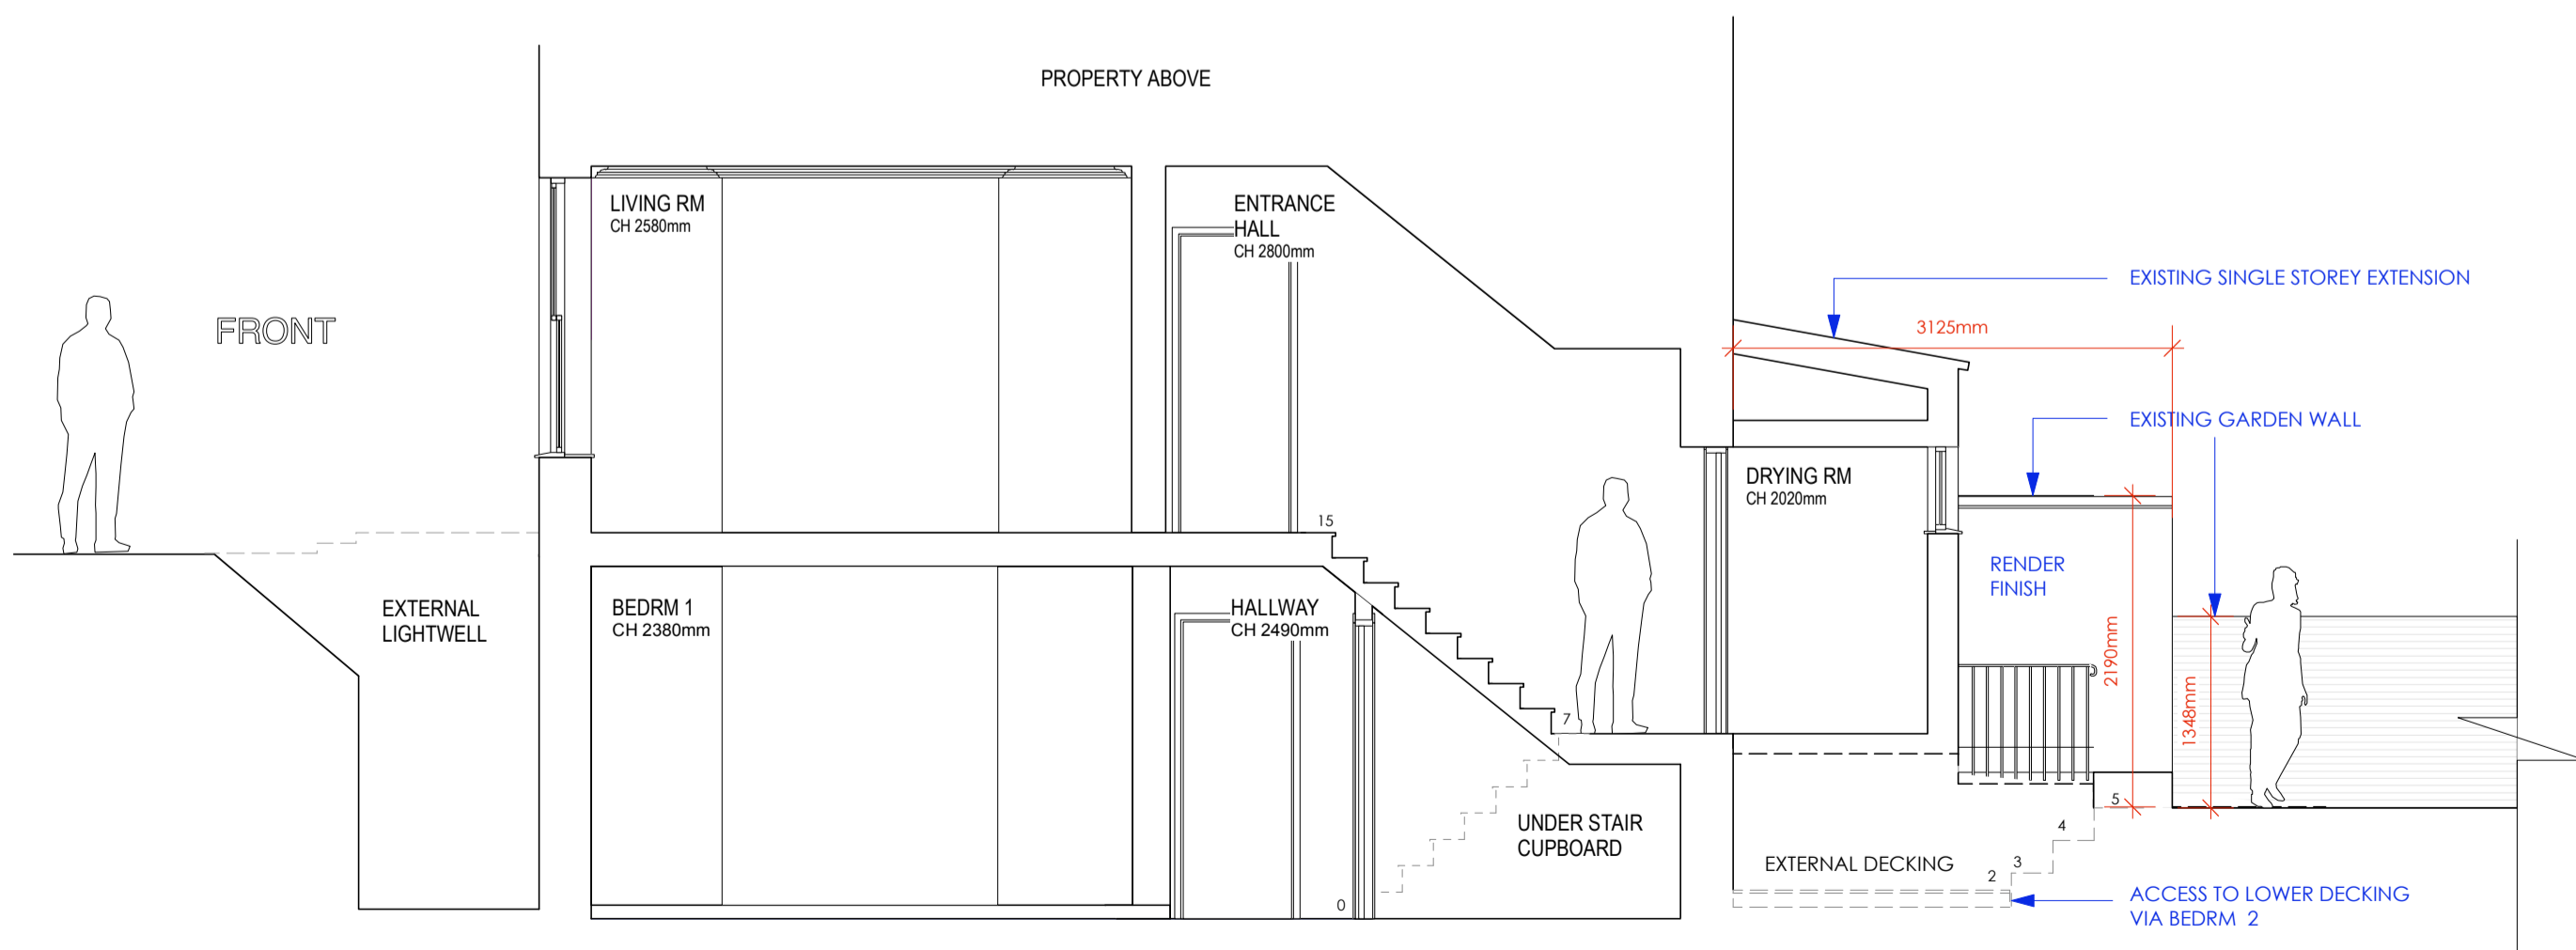 PROPERTY ABOVE
LIVING RM
CH 2580mm
ENTRANCE
HALL
CH 2800mm
FRONT
EXISTING SINGLE STOREY EXTENSION
3125mm
EXISTING GARDEN WALL
DRYING RM
CH 2020mm
15
RENDER
FINISH
EXTERNAL
LIGHTWELL
BEDRM 1
CH 2380mm
HALLWAY
CH 2490mm
2190mm
1348mm
7
5
4
3
2
UNDER STAIR
CUPBOARD
EXTERNAL DECKING
0
ACCESS TO LOWER DECKING
VIA BEDRM 2